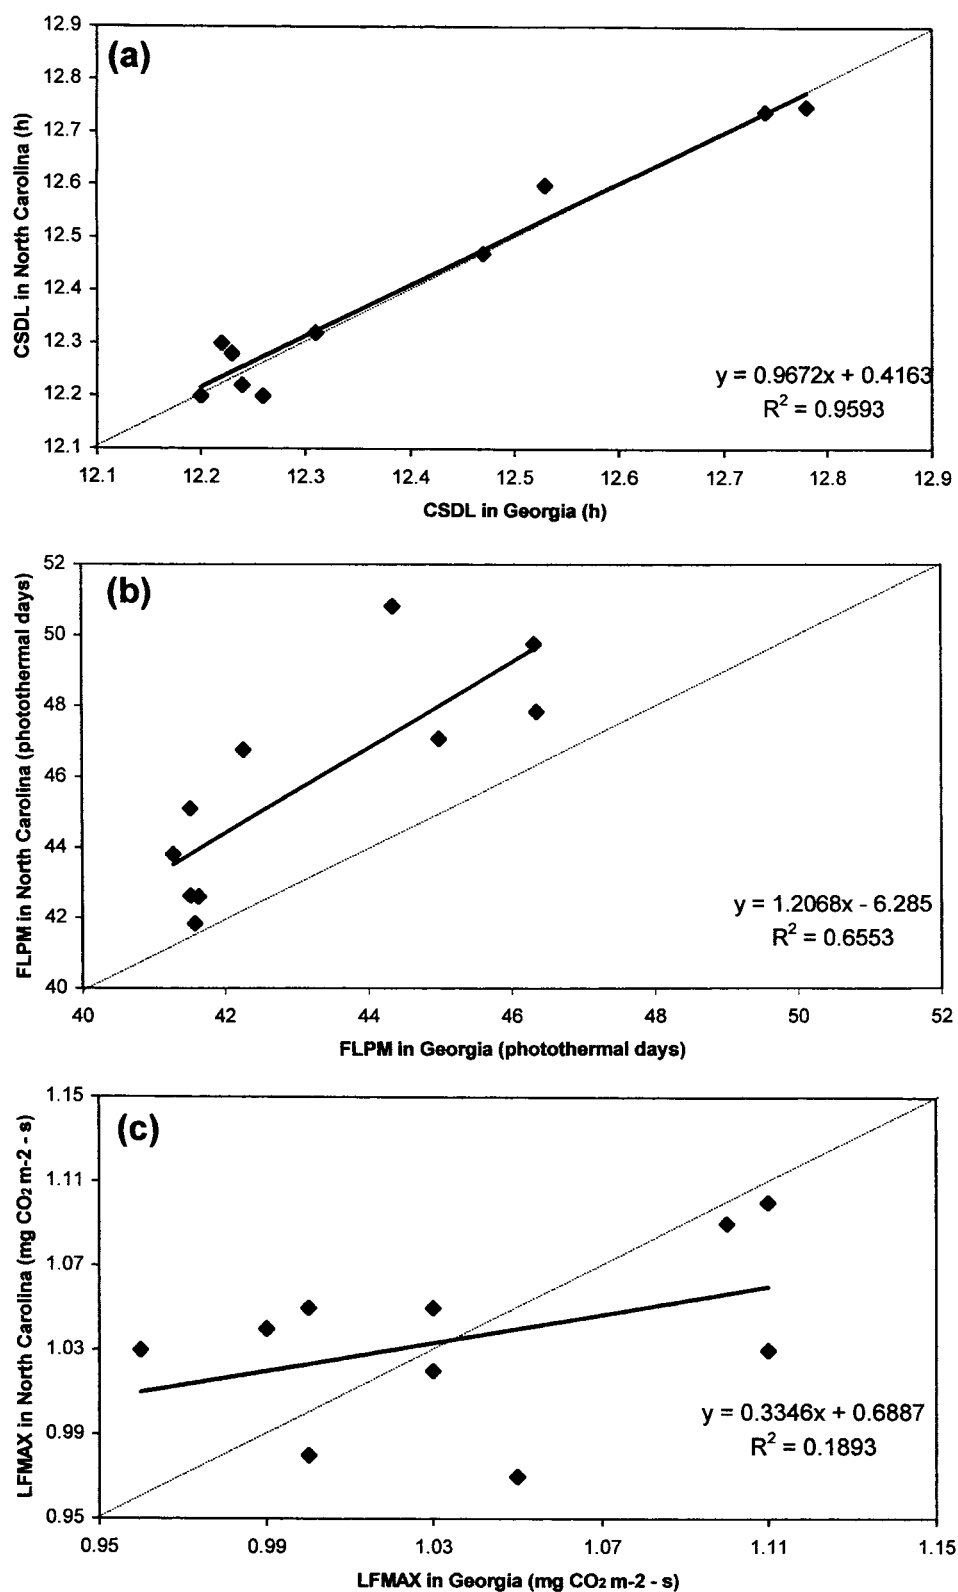 (a)
CSDL in North Carolina (h)
12.9
12.8
12.7
12.6
12.5
12.4
12.3
12.2
12.1
y = 0.9672x + 0.4163
R² = 0.9593
12.1 12.2 12.3 12.4 12.5 12.6 12.7 12.8 12.9
CSDL in Georgia (h)
(b)
FLPM in North Carolina (photothermal days)
52
50
48
46
44
42
40
y = 1.2068x - 6.285
R² = 0.6553
40 42 44 46 48 50 52
FLPM in Georgia (photothermal days)
(c)
LFMAX in North Carolina (mg CO₂ m-2 - s)
1.15
1.11
1.07
1.03
0.99
0.95
y = 0.3346x + 0.6887
R² = 0.1893
0.95 0.99 1.03 1.07 1.11 1.15
LFMAX in Georgia (mg CO₂ m-2 - s)